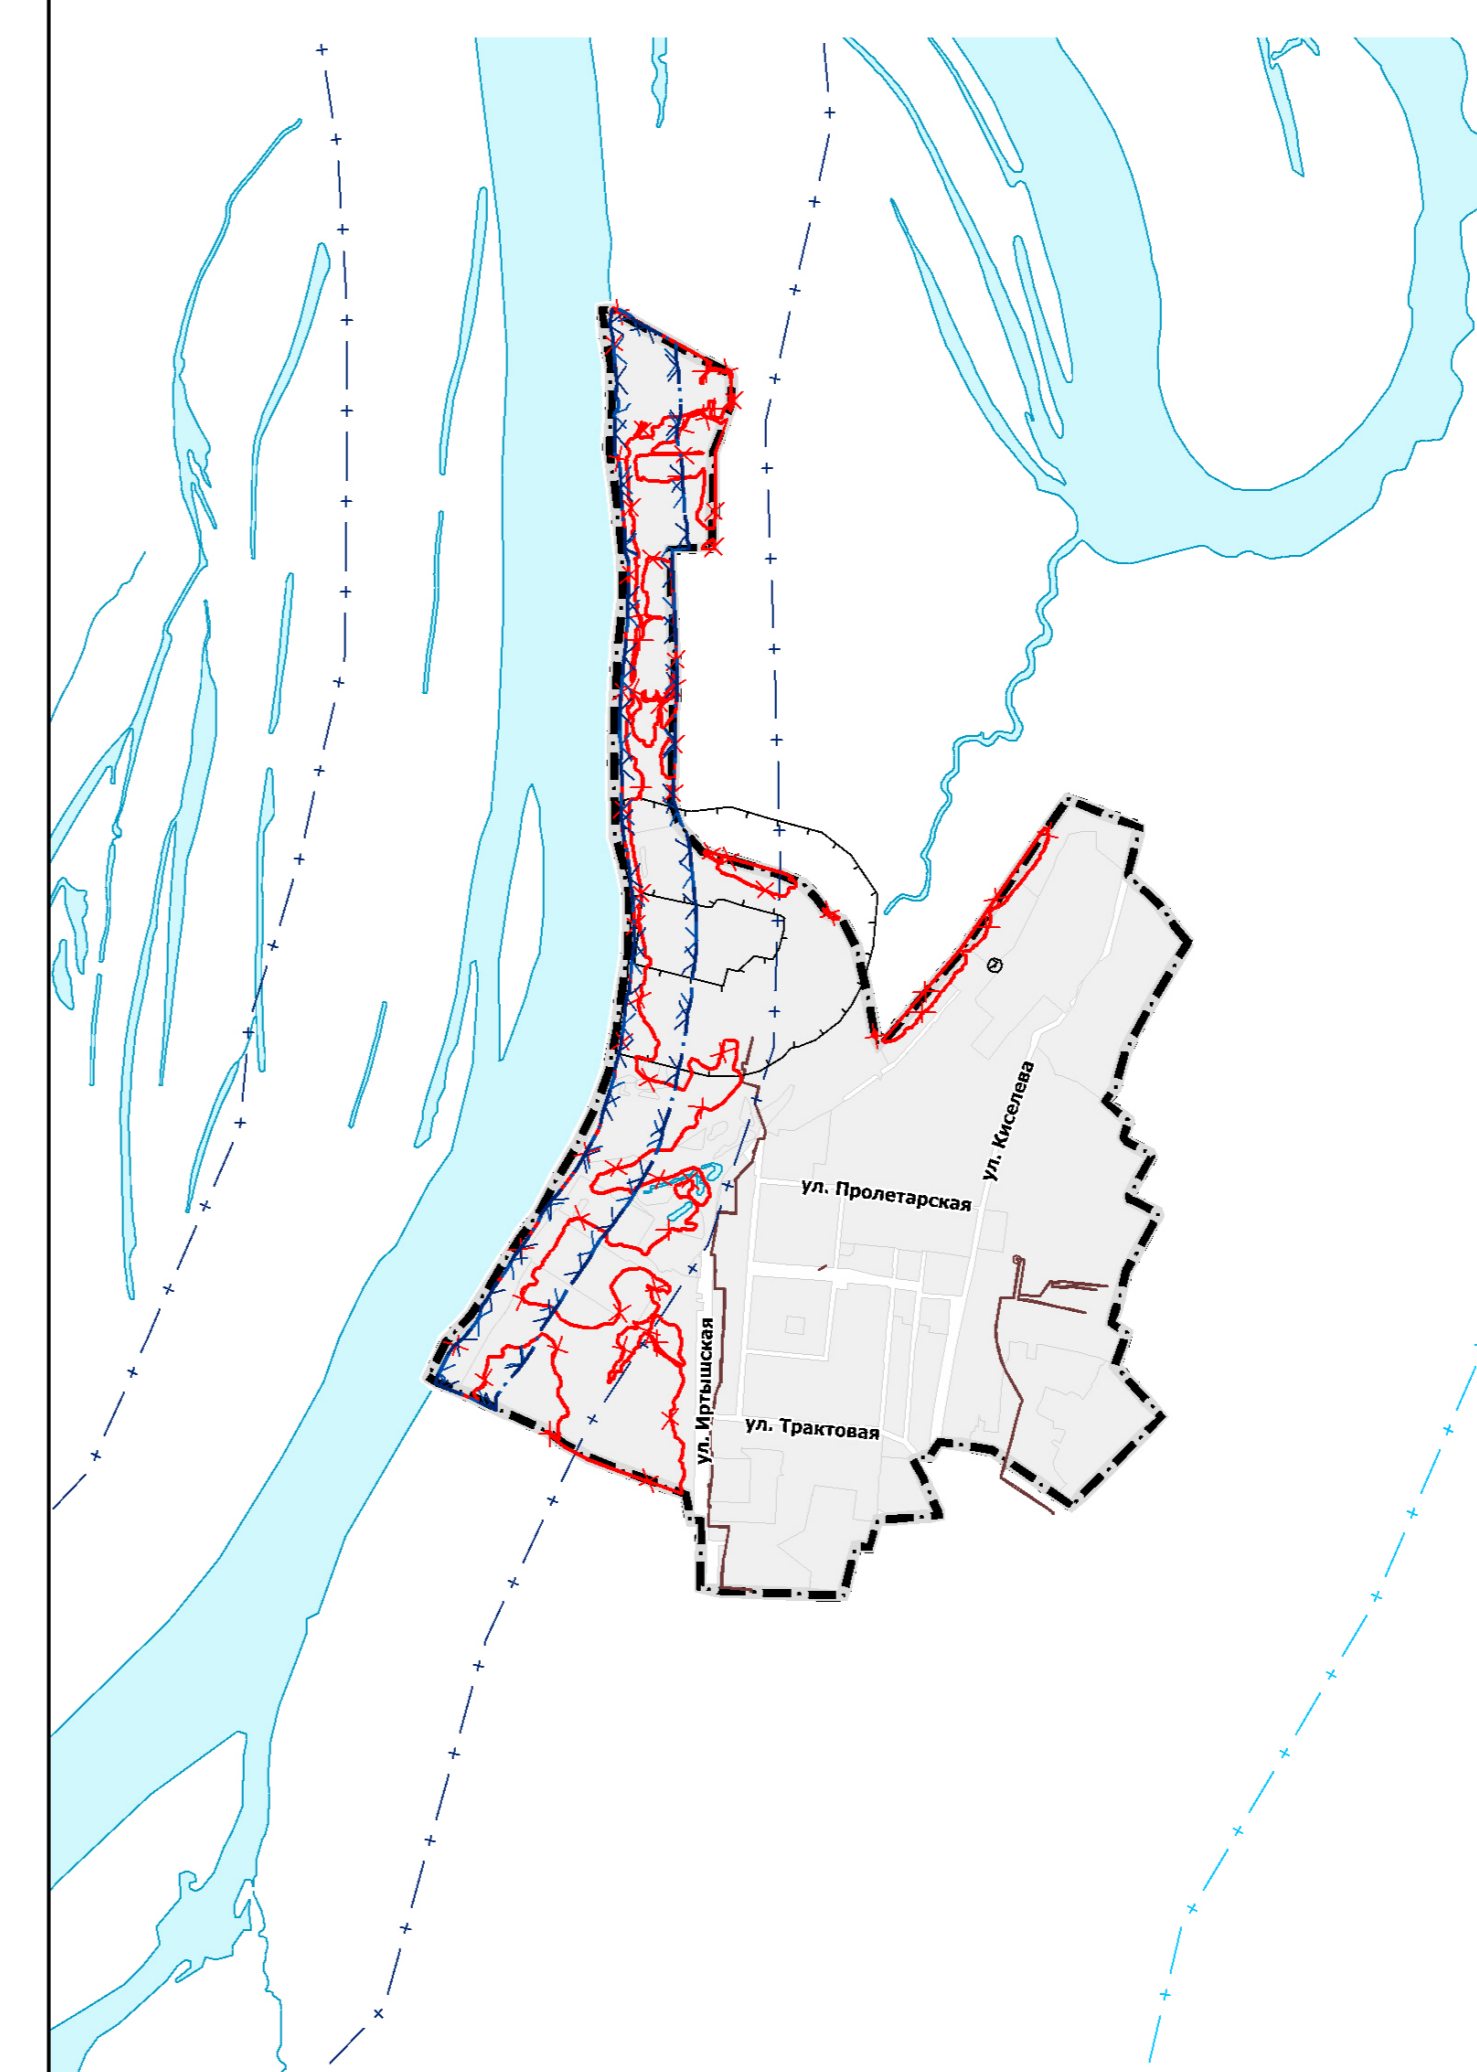 ул. Киселева
ул. Пролетарская
ул. Иртышская
ул. Трактовая